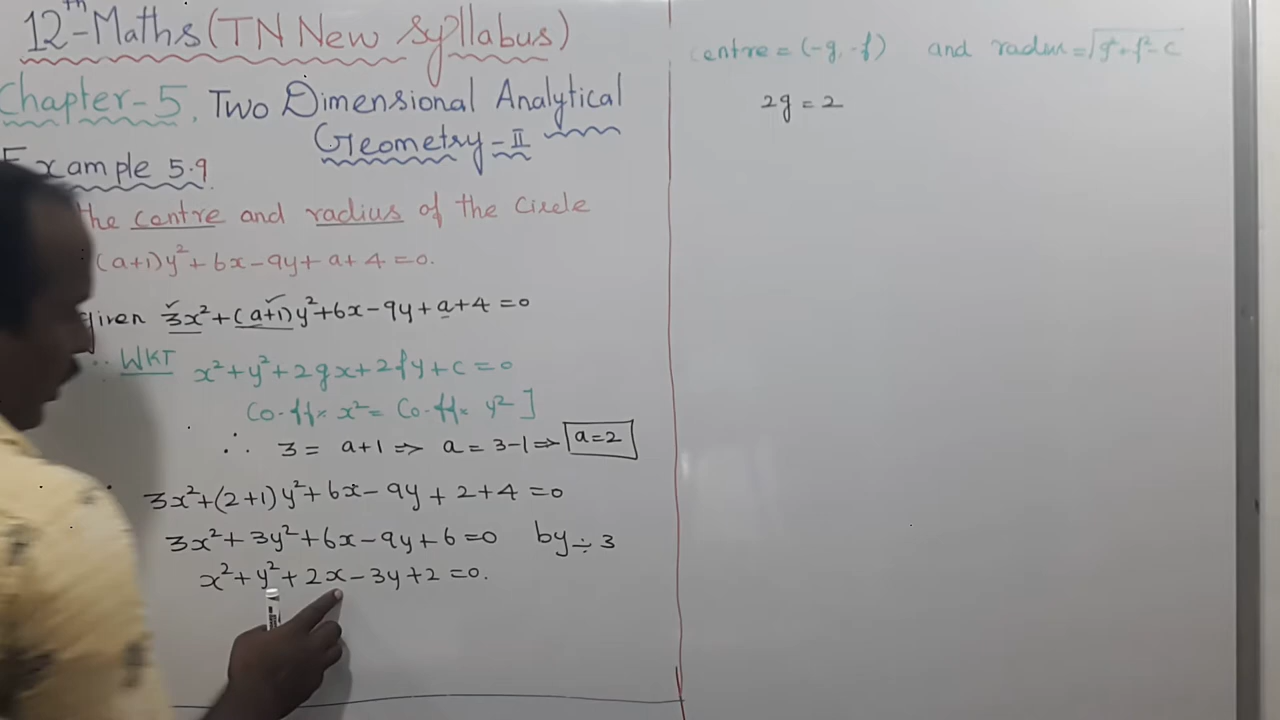 12th Maths (TN New Syllabus)
Chapter-5, Two Dimensional Analytical
Geometry-II
Example 5.9
the centre and radius of the circle
(a+1)y² + 6x - 9y + a + 4 = 0.
given 3x² + (a+1)y² + 6x - 9y + a + 4 = 0
∴ WKT x² + y² + 2gx + 2fy + c = 0
Co-ff x² = Co-ff y² ]
∴ 3 = a+1 ⇒ a = 3-1 ⇒ a=2
3x² + (2+1)y² + 6x - 9y + 2 + 4 = 0
3x² + 3y² + 6x - 9y + 6 = 0 by ÷ 3
x² + y² + 2x - 3y + 2 = 0.
centre = (-g, -f) and radius = √g² + f² - c
2g = 2